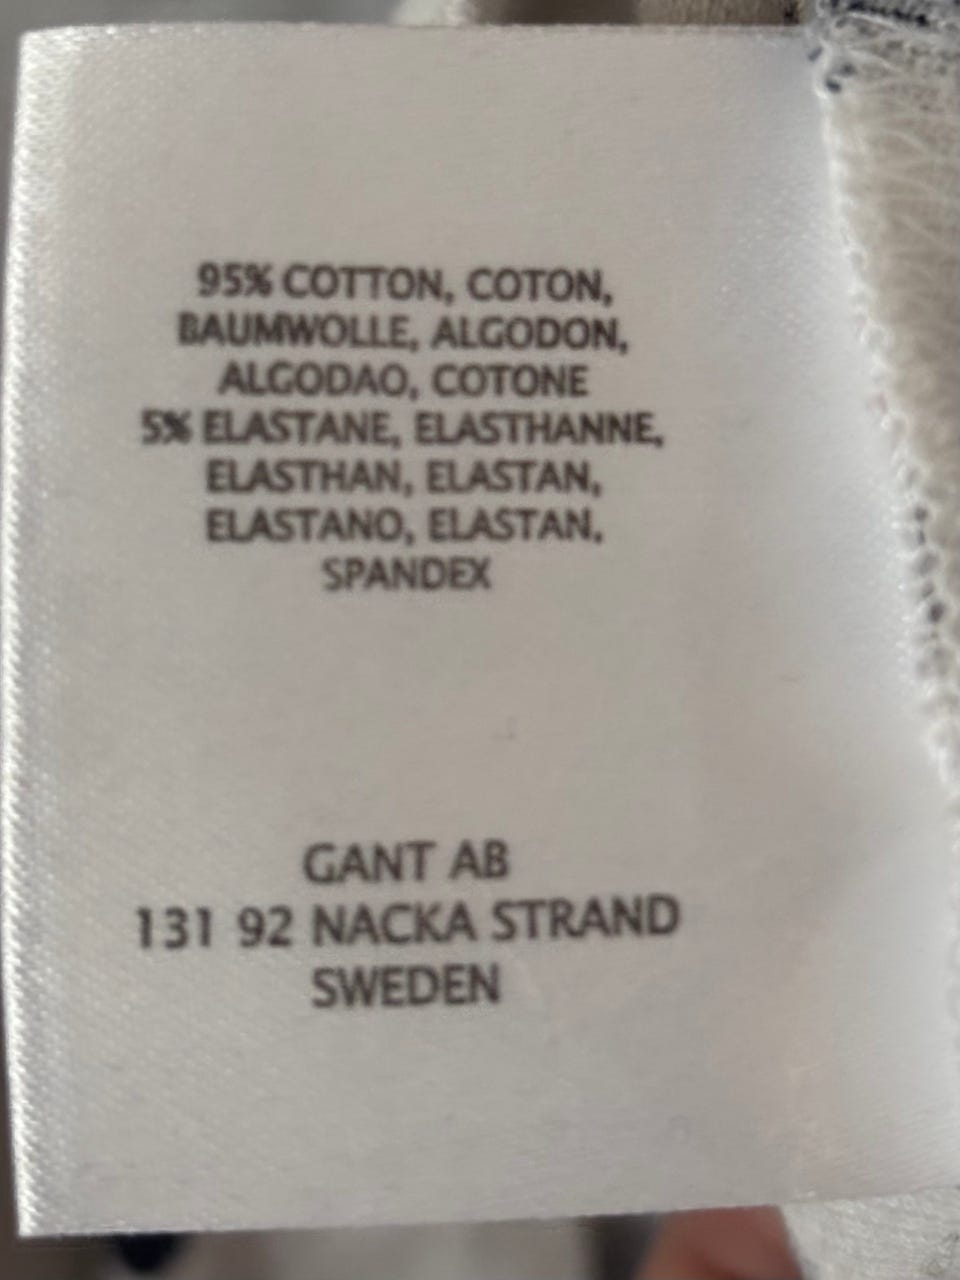 95% COTTON, COTON,
BAUMWOLLE, ALGODON,
ALGODAO, COTONE
5% ELASTANE, ELASTHANNE,
ELASTHAN, ELASTAN,
ELASTANO, ELASTAN,
SPANDEX
GANT AB
131 92 NACKA STRAND
SWEDEN